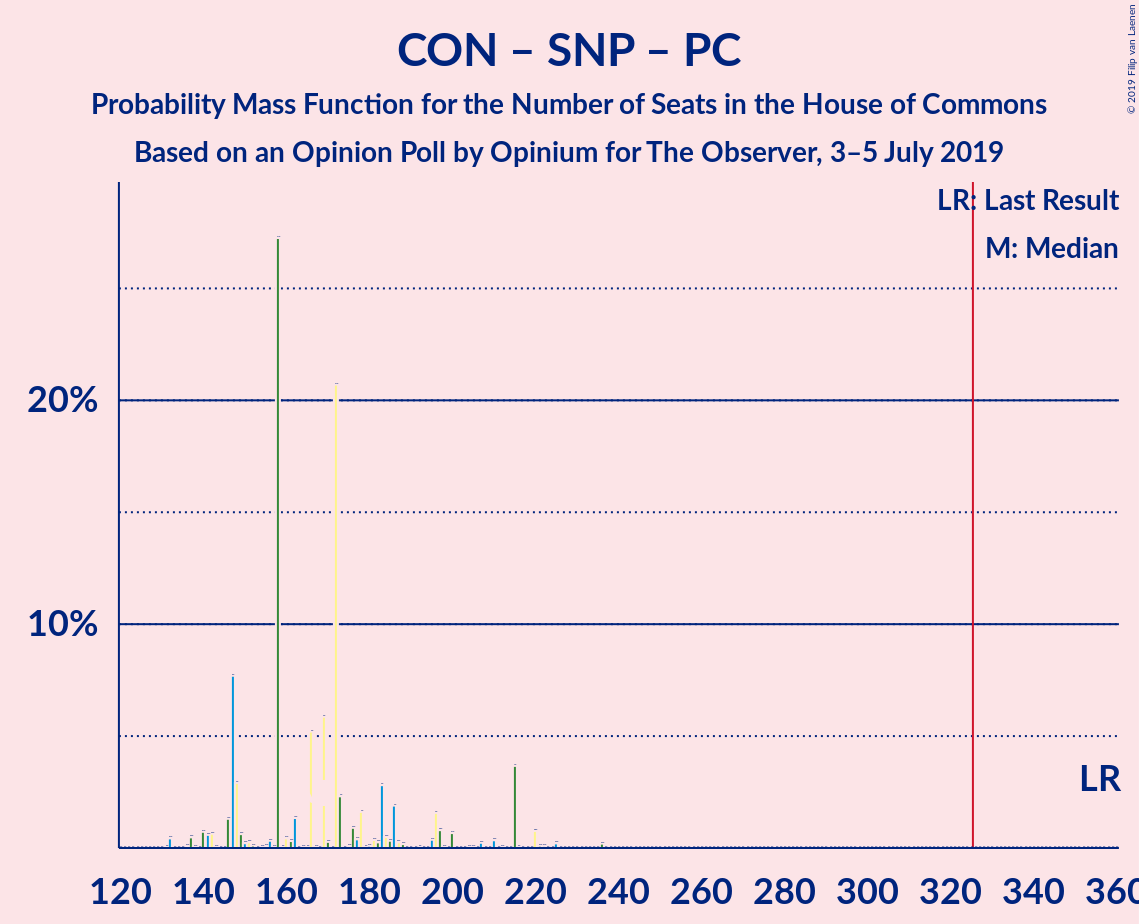 CON – SNP – PC
Probability Mass Function for the Number of Seats in the House of Commons
Based on an Opinion Poll by Opinium for The Observer, 3–5 July 2019
© 2019 Filip van Laenen
LR: Last Result
M: Median
20%
10%
LR
120 140 160 180 200 220 240 260 280 300 320 340 360